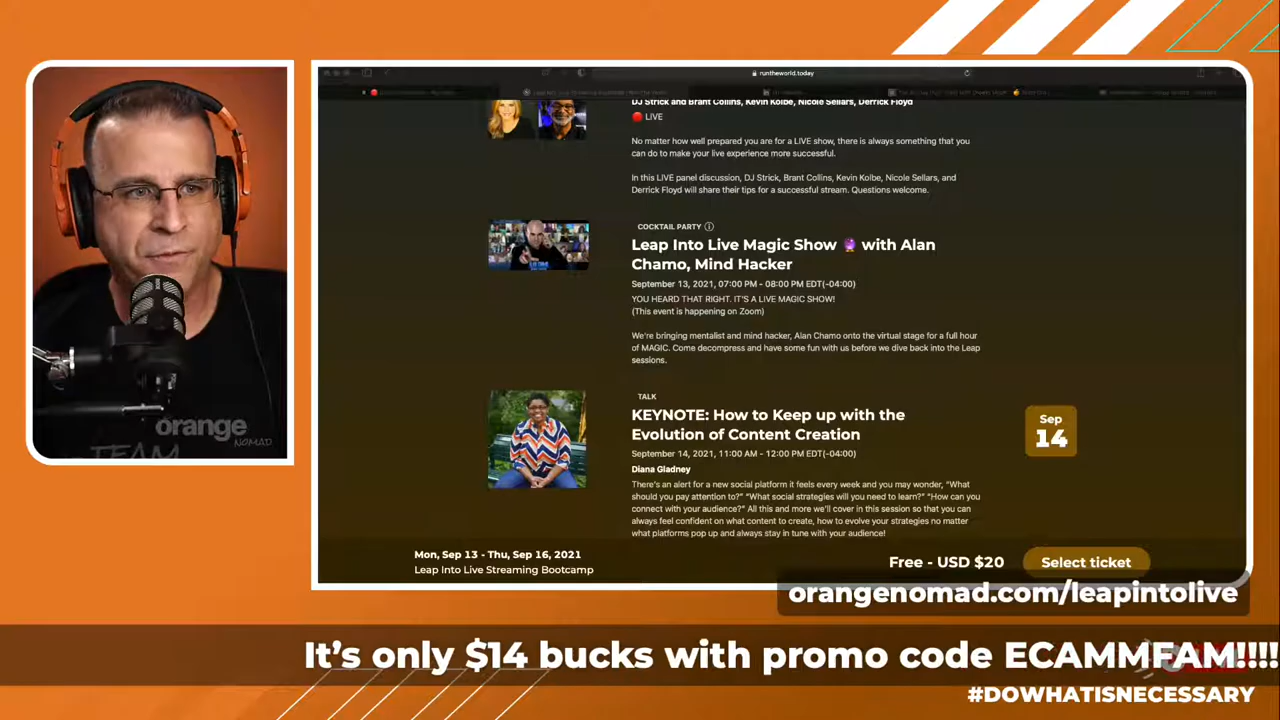 runtheworld.today
DJ Strick and Brant Collins, Kevin Kolbe, Nicole Sellars, Derrick Floyd
🔴 LIVE
No matter how well prepared you are for a LIVE show, there is always something that you
can do to make your live experience more successful.
In this LIVE panel discussion, DJ Strick, Brant Collins, Kevin Kolbe, Nicole Sellars, and
Derrick Floyd will share their tips for a successful stream. Questions welcome.
COCKTAIL PARTY
Leap Into Live Magic Show 🔮 with Alan
Chamo, Mind Hacker
September 13, 2021, 07:00 PM - 08:00 PM EDT(-04:00)
YOU HEARD THAT RIGHT. IT'S A LIVE MAGIC SHOW!
(This event is happening on Zoom)
We're bringing mentalist and mind hacker, Alan Chamo onto the virtual stage for a full hour
of MAGIC. Come decompress and have some fun with us before we dive back into the Leap
sessions.
TALK
KEYNOTE: How to Keep up with the
Evolution of Content Creation
September 14, 2021, 11:00 AM - 12:00 PM EDT(-04:00)
Diana Gladney
There's an alert for a new social platform it feels every week and you may wonder, "What
should you pay attention to?" "What social strategies will you need to learn?" "How can you
connect with your audience?" All this and more we'll cover in this session so that you can
always feel confident on what content to create, how to evolve your strategies no matter
what platforms pop up and always stay in tune with your audience!
Sep
14
Mon, Sep 13 - Thu, Sep 16, 2021
Leap Into Live Streaming Bootcamp
Free - USD $20
Select ticket
orange
NOMAD
TEAM
orangenomad.com/leapintolive
It's only $14 bucks with promo code ECAMMFAM!!!!
#DOWHATISNECESSARY